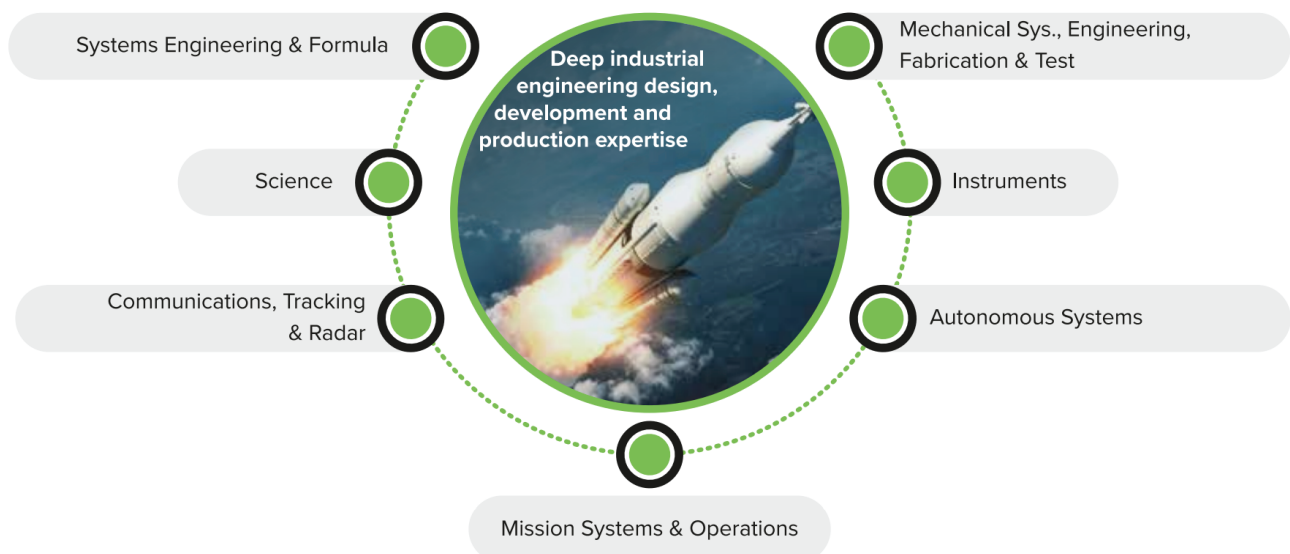 Systems Engineering & Formula
Science
Communications, Tracking
& Radar
Deep industrial
engineering design,
development and
production expertise
Mechanical Sys., Engineering,
Fabrication & Test
Instruments
Autonomous Systems
Mission Systems & Operations